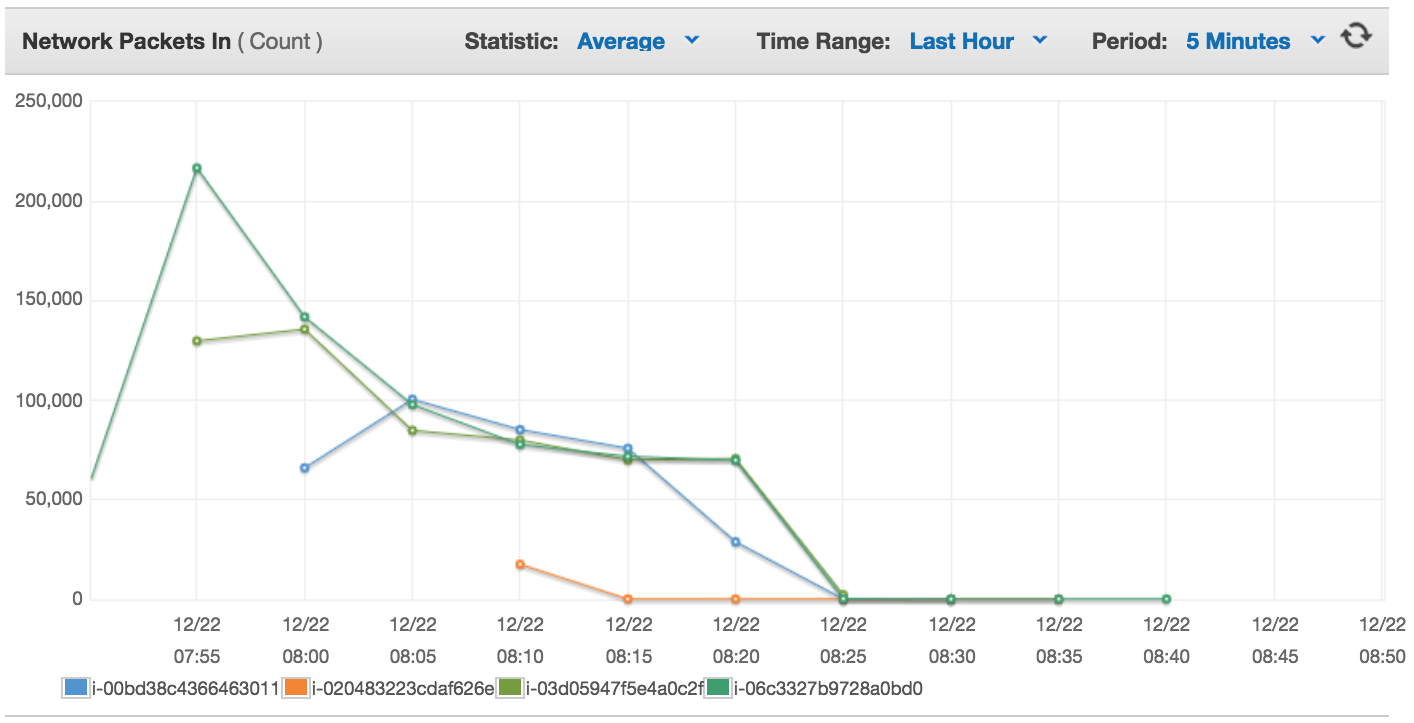 Network Packets In ( Count ) Statistic: Average Time Range: Last Hour Period: 5 Minutes
250,000
200,000
150,000
100,000
50,000
0
12/22 12/22 12/22 12/22 12/22 12/22 12/22 12/22 12/22 12/22 12/22 12/22
07:55 08:00 08:05 08:10 08:15 08:20 08:25 08:30 08:35 08:40 08:45 08:50
i-00bd38c4366463011 i-020483223cdaf626e i-03d05947f5e4a0c2f i-06c3327b9728a0bd0